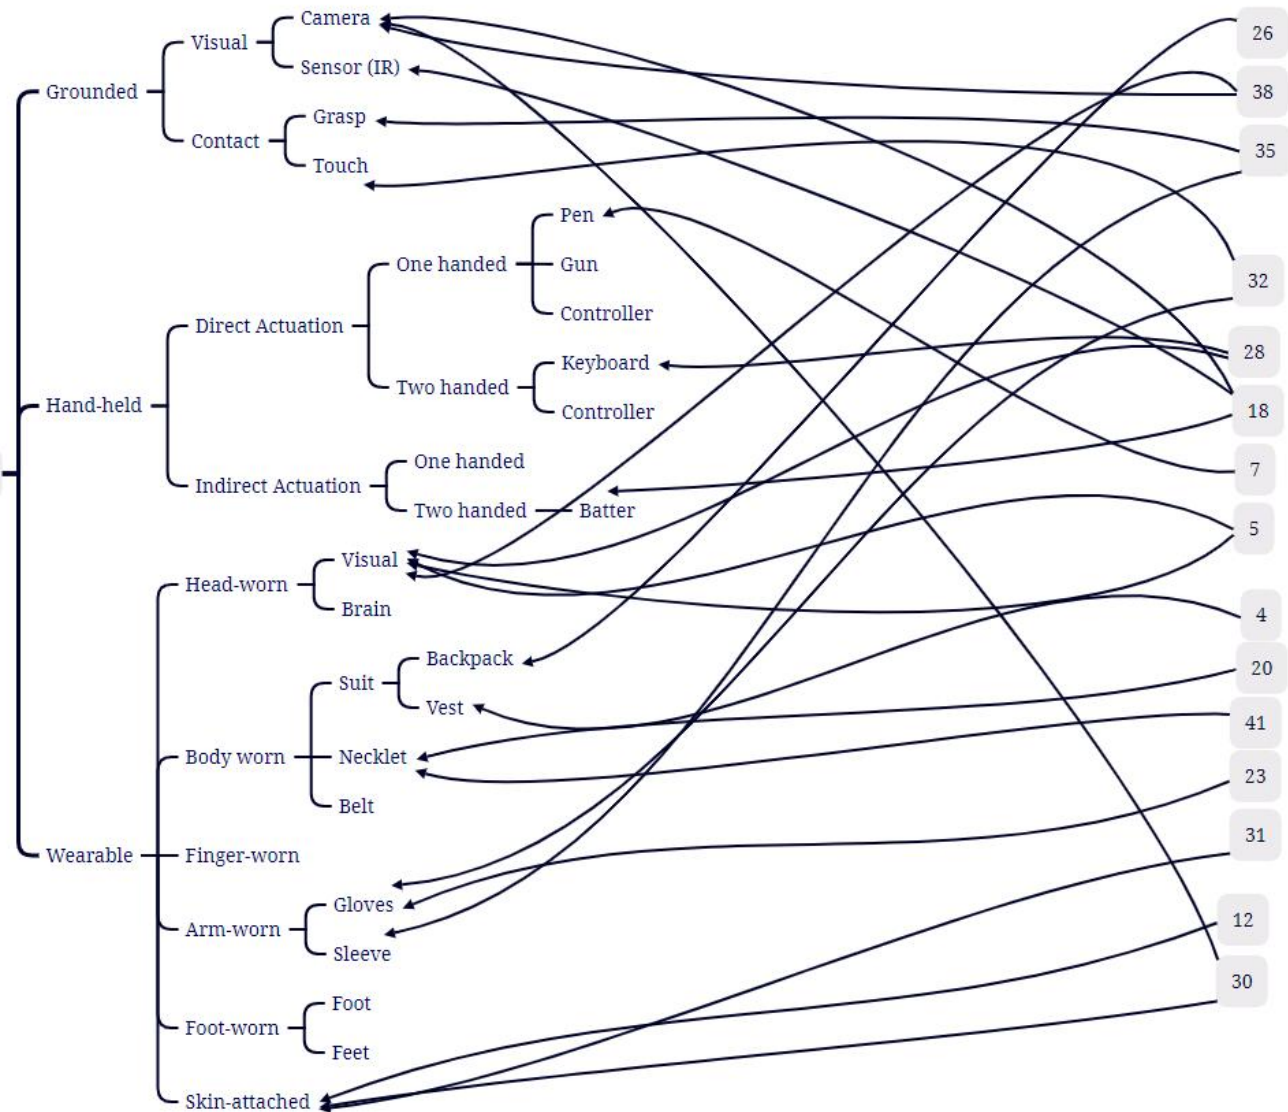 Camera
Visual
Sensor (IR)
Grounded
Grasp
Contact
Touch
Pen
One handed
Gun
Controller
Direct Actuation
Keyboard
Two handed
Controller
Hand-held
One handed
Indirect Actuation
Two handed
Batter
Visual
Head-worn
Brain
Backpack
Suit
Vest
Body worn
Necklet
Belt
Wearable
Finger-worn
Gloves
Arm-worn
Sleeve
Foot
Foot-worn
Feet
Skin-attached
26
38
35
32
28
18
7
5
4
20
41
23
31
12
30